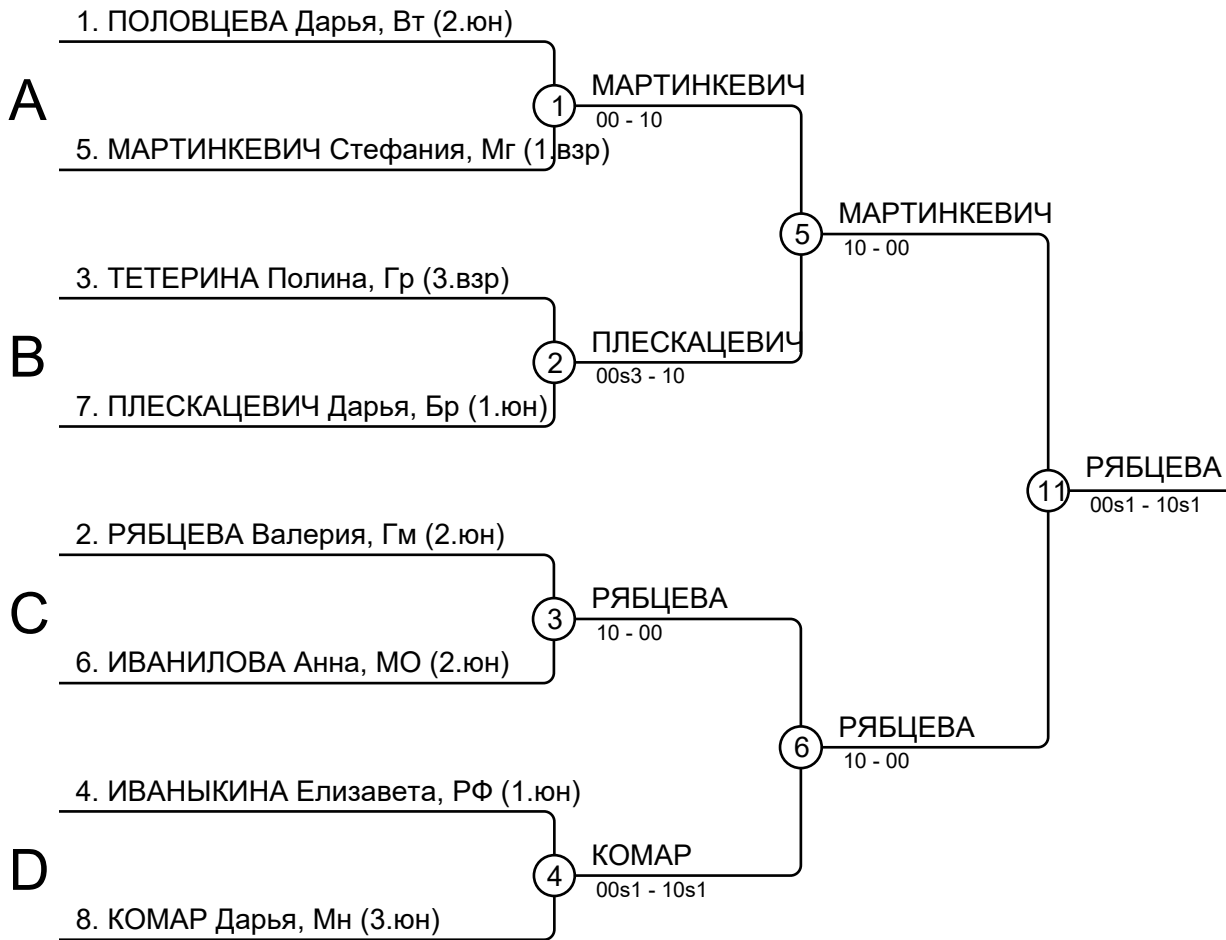 1. ПОЛОВЦЕВА Дарья, Вт (2.юн)
A
1
МАРТИНКЕВИЧ
00 - 10
5. МАРТИНКЕВИЧ Стефания, Мг (1.взр)
5
МАРТИНКЕВИЧ
10 - 00
3. ТЕТЕРИНА Полина, Гр (3.взр)
B
2
ПЛЕСКАЦЕВИЧ
00s3 - 10
7. ПЛЕСКАЦЕВИЧ Дарья, Бр (1.юн)
11
РЯБЦЕВА
00s1 - 10s1
2. РЯБЦЕВА Валерия, Гм (2.юн)
C
3
РЯБЦЕВА
10 - 00
6. ИВАНИЛОВА Анна, МО (2.юн)
6
РЯБЦЕВА
10 - 00
4. ИВАНЫКИНА Елизавета, РФ (1.юн)
D
4
КОМАР
00s1 - 10s1
8. КОМАР Дарья, Мн (3.юн)